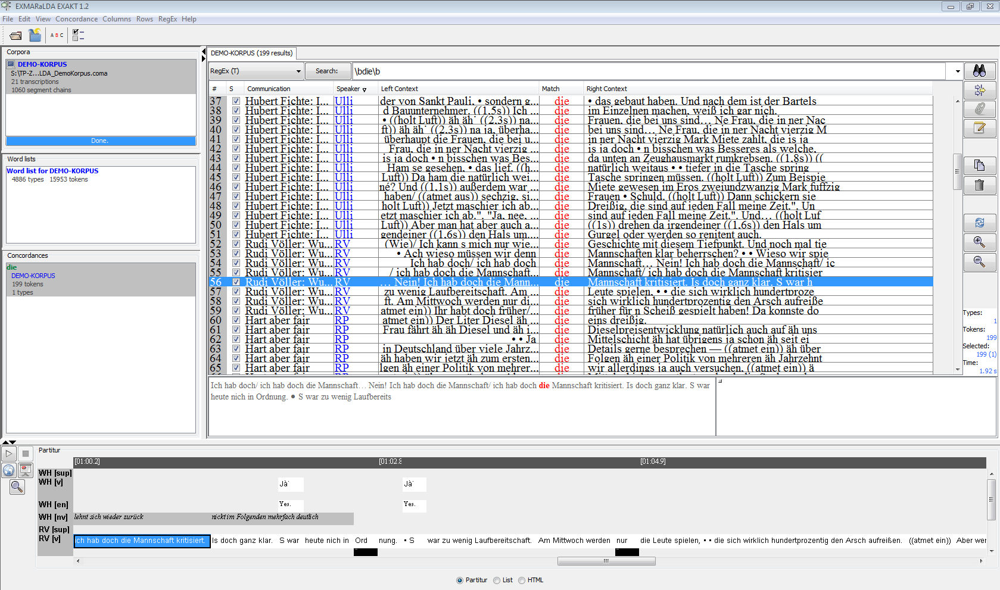 EXMARaLDA EXAKT 1.2
File Edit View Concordance Columns Rows RegEx Help
A B C
Corpora
DEMO-KORPUS
S:\TP-Z...LDA_DemoKorpus.coma
21 transcriptions
1060 segment chains
Done.
Word lists
Word list for DEMO-KORPUS
4886 types 15953 tokens
Concordances
die
DEMO-KORPUS
199 tokens
1 types
DEMO-KORPUS (199 results)
RegEx (T) Search: \bdie\b
# S Communication Speaker Left Context Match Right Context
37 Hubert Fichte: I... Ulli der von Sankt Pauli, • sondern g... die • das gebaut haben. Und nach dem ist der Bartels
38 Hubert Fichte: I... Ulli d Bauunternehmer, ((1,5s)) Ich ... die im Einzelnen machen, weiß ich gar nich.
39 Hubert Fichte: I... Ulli • ((holt Luft)) äh äh˙ ((2,3s)) na... die Frauen, die bei uns sind… Ne Frau, die in ner Nac
40 Hubert Fichte: I... Ulli ft)) äh äh˙ ((2,3s)) na ja, überha... die bei uns sind… Ne Frau, die in ner Nacht vierzig M
41 Hubert Fichte: I... Ulli überhaupt die Frauen, die bei u... die in ner Nacht vierzig Mark Miete zahlt, die is ja
42 Hubert Fichte: I... Ulli Frau, die in ner Nacht vierzig ... die is ja doch • n bisschen was Besseres als welche,
43 Hubert Fichte: I... Ulli is ja doch • n bisschen was Bes... die da unten an Zeughausmarkt rumkrebsen. ((1,8s)) ((
44 Hubert Fichte: I... Ulli Ham se gesehen, • das lief. ((h... die natürlich weitaus • • tiefer in die Tasche spring
45 Hubert Fichte: I... Ulli Luft)) Da ham die natürlich wei... die Tasche springen müssen. ((holt Luft)) Zum Beispie
46 Hubert Fichte: I... Ulli né? Und ((1,1s)) außerdem war ... die Miete gewesen im Eros zweiundzwanzig Mark fuffzig
47 Hubert Fichte: I... Ulli haben/ ((atmet aus)) sechzig, si... die Frauen • Schuld. ((holt Luft)) Dann schickern sie
48 Hubert Fichte: I... Ulli holt Luft)) Jetzt maschier ich ab... die Dreißig, die sind auf jeden Fall meine Zeit.". Un
49 Hubert Fichte: I... Ulli etzt maschier ich ab.". "Ja, nee, ... die sind auf jeden Fall meine Zeit.". Und… ((holt Luf
50 Hubert Fichte: I... Ulli Luft)) Aber man hat aber auch a... die ((1s)) drehen da irgendeiner ((1,6s)) den Hals um
51 Hubert Fichte: I... Ulli gendeiner ((1,6s)) den Hals um,... die Gurgel oder werden so renitent auch.
52 Rudi Völler: Wu... RV (Wie)/ Ich kann s mich nur wie... die Geschichte mit diesem Tiefpunkt. Und noch mal tie
53 Rudi Völler: Wu... RV • Ach wieso müssen wir denn die Mannschaften klar beherrschen? • • Wieso wir spie
54 Rudi Völler: Wu... RV Ich hab doch/ ich hab doch die Mannschaft… Nein! Ich hab doch die Mannschaft/ ic
55 Rudi Völler: Wu... RV / ich hab doch die Mannschaft... die Mannschaft/ ich hab doch die Mannschaft kritisier
56 Rudi Völler: Wu... RV … Nein! Ich hab doch die Mann... die Mannschaft kritisiert. Is doch ganz klar. S war h
57 Rudi Völler: Wu... RV zu wenig Laufbereitschaft. Am ... die Leute spielen, • • die sich wirklich hundertproze
58 Rudi Völler: Wu... RV ft. Am Mittwoch werden nur di... die sich wirklich hundertprozentig den Arsch aufreiße
59 Rudi Völler: Wu... RV atmet ein)) Ihr habt doch früher/... die früher für n Scheiß gespielt haben! Da konnste do
60 Hart aber fair RP atmet ein)) Der Liter Diesel äh ... die eins dreißig.
61 Hart aber fair RP Frau fährt äh äh Diesel und äh i... die Dieselpreisentwicklung natürlich auch auf äh uns
62 Hart aber fair RP • • Ja die Mittelschicht äh hat übrigens ja schon äh seit ei
63 Hart aber fair RP in Deutschland über viele Jahrz... die Details gerne besprechen — ((atmet ein)) äh über
64 Hart aber fair RP äh haben wir jetzt äh zum ersten... die Folgen äh einer Politik von mehreren äh Jahrzehnt
65 Hart aber fair RP lgen äh einer Politik von mehrer... die wir allerdings ja auch versuchen, ((atmet ein)) ä
Types:
1
Tokens:
199
Selected:
199 (1)
Time:
1.92 s
Ich hab doch/ ich hab doch die Mannschaft… Nein! Ich hab doch die Mannschaft/ ich hab doch die Mannschaft kritisiert. Is doch ganz klar. S war
heute nich in Ordnung. • S war zu wenig Laufbereits
Partitur
[01:00.2] [01:02.8 [01:04.9]
WH [sup]
WH [v] Jà˙ Jà˙
WH [en] Yes. Yes.
WH [nv] lehnt sich wieder zurück nickt im Folgenden mehrfach deutlich
RV [sup]
RV [v] ich hab doch die Mannschaft kritisiert. Is doch ganz klar. S war heute nich in Ord nung. • S war zu wenig Laufbereitschaft. Am Mittwoch werden nur die Leute spielen, • • die sich wirklich hundertprozentig den Arsch aufreißen. ((atmet ein)) Aber wer
Partitur List HTML